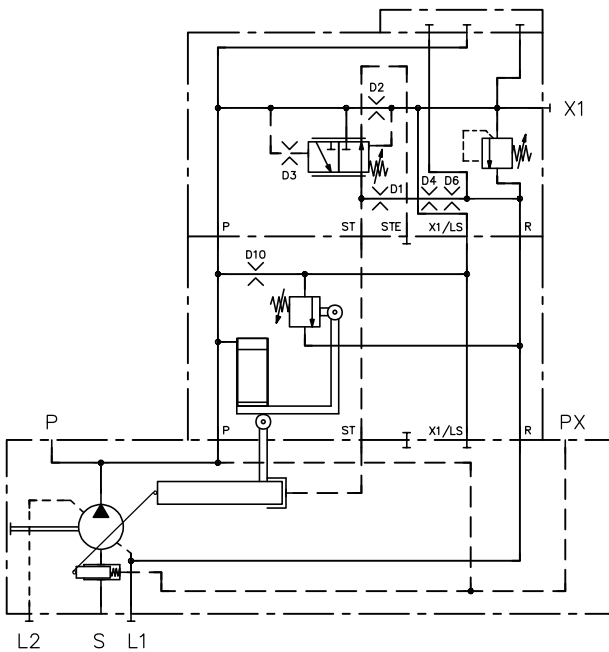 D2
X1
D3
D1
D4 D6
P ST STE X1/LS R
D10
P ST X1/LS R
P PX
L2 S L1